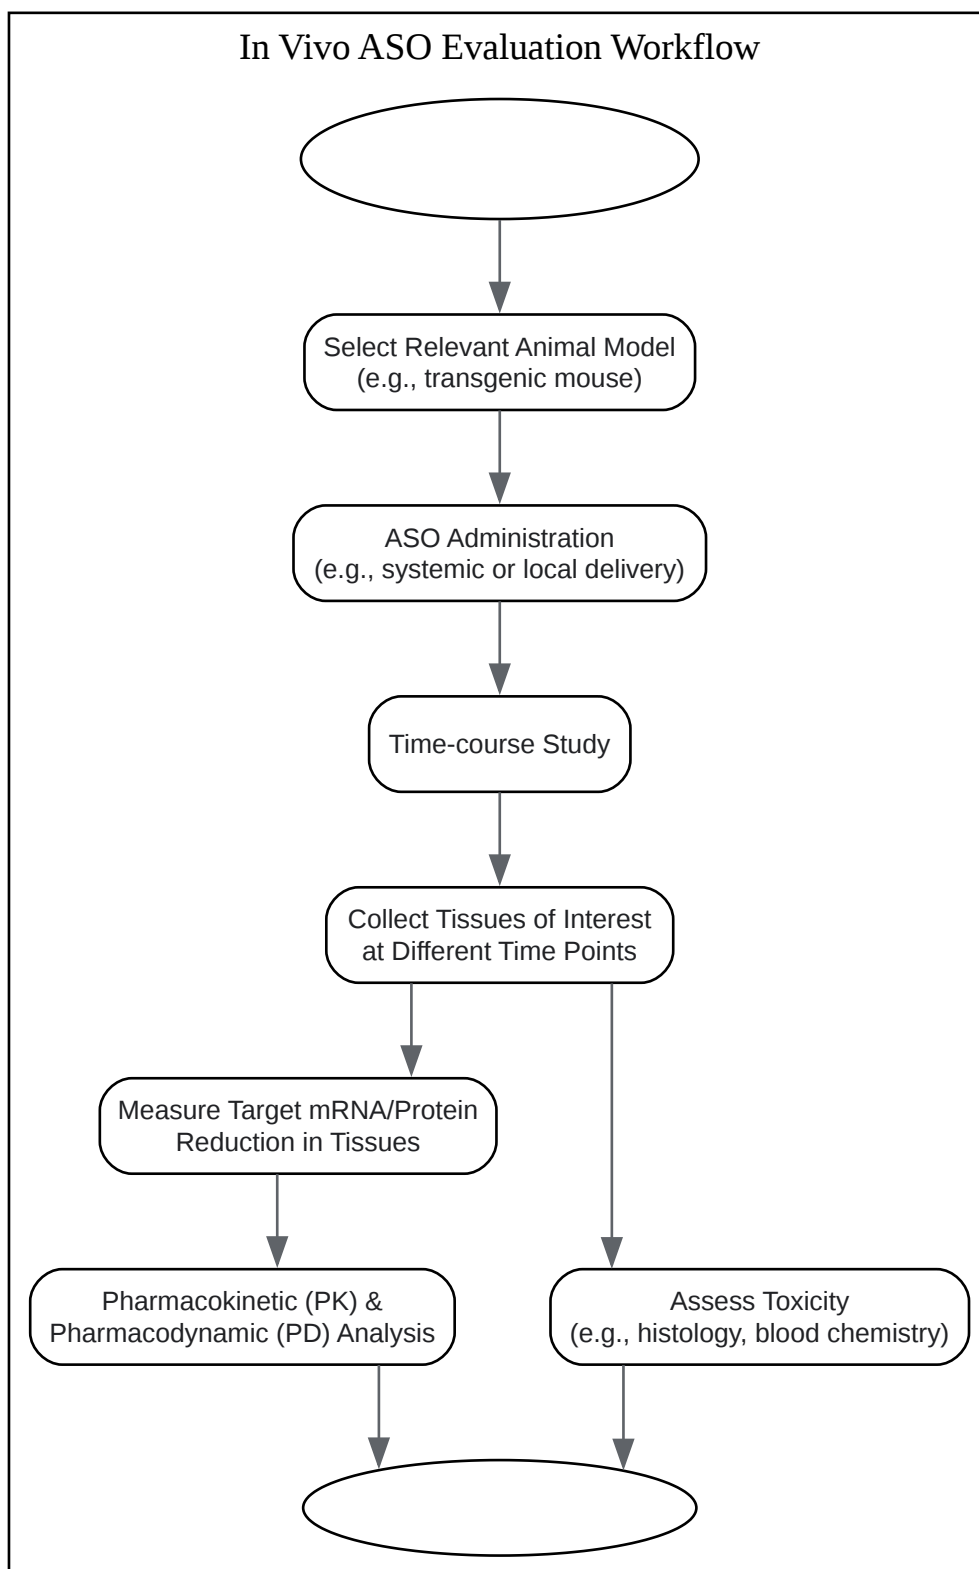 In Vivo ASO Evaluation Workflow
Select Relevant Animal Model
(e.g., transgenic mouse)
ASO Administration
(e.g., systemic or local delivery)
Time-course Study
Collect Tissues of Interest
at Different Time Points
Measure Target mRNA/Protein
Reduction in Tissues
Pharmacokinetic (PK) &
Pharmacodynamic (PD) Analysis
Assess Toxicity
(e.g., histology, blood chemistry)